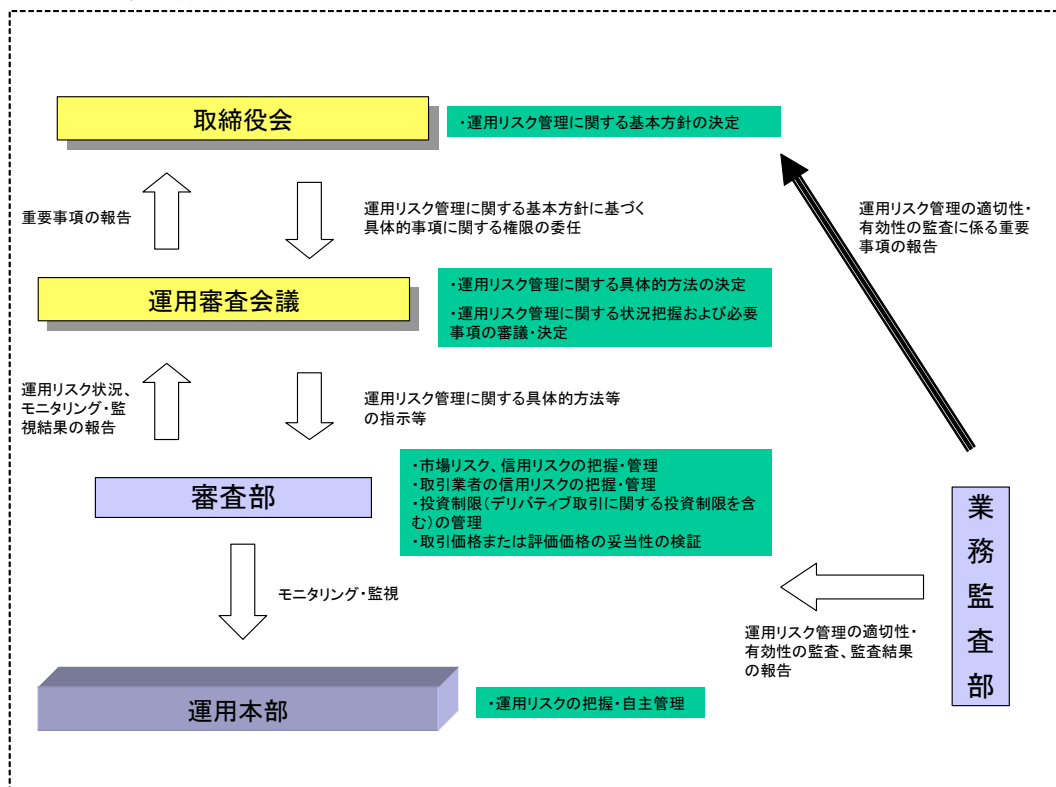 取締役会
・運用リスク管理に関する基本方針の決定
重要事項の報告
運用リスク管理に関する基本方針に基づく
具体的事項に関する権限の委任
運用リスク管理の適切性・
有効性の監査に係る重要
事項の報告
運用審査会議
・運用リスク管理に関する具体的方法の決定
・運用リスク管理に関する状況把握および必要
事項の審議・決定
運用リスク状況、
モニタリング・監
視結果の報告
運用リスク管理に関する具体的方法等
の指示等
審査部
・市場リスク、信用リスクの把握・管理
・取引業者の信用リスクの把握・管理
・投資制限(デリバティブ取引に関する投資制限を含
む)の管理
・取引価格または評価価格の妥当性の検証
業務監査部
モニタリング・監視
運用リスク管理の適切性・
有効性の監査、監査結果
の報告
運用本部
・運用リスクの把握・自主管理